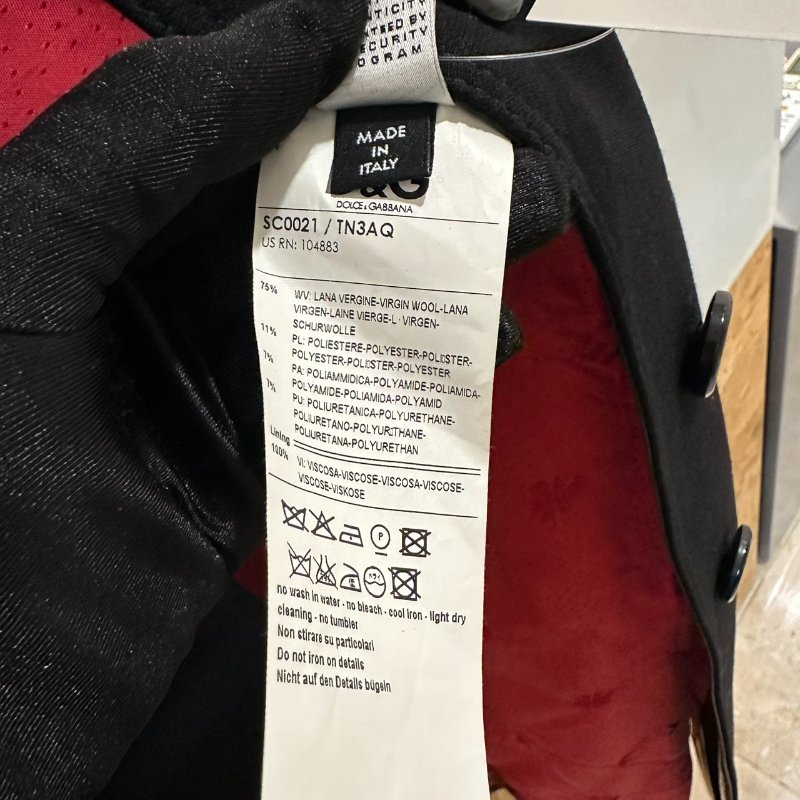 NTICITY
NTEED BY
ECURITY
OGRAM
MADE
IN
ITALY
&G
DOLCE & GABBANA
SC0021 / TN3AQ
US RN: 104883
75% WV: LANA VERGINE-VIRGIN WOOL-LANA
VIRGEN-LAINE VIERGE-L · VIRGEN-
SCHURWOLLE
11% PL: POLIESTERE-POLYESTER-POLIESTER-
POLYESTER-POLIESTER-POLYESTER
7% PA: POLIAMMIDICA-POLYAMIDE-POLIAMIDA-
POLYAMIDE-POLIAMIDA-POLYAMID
7% PU: POLIURETANICA-POLYURETHANE-
POLIURETANO-POLYURETHANE-
POLIURETANA-POLYURETHAN
Lining
100% VI: VISCOSA-VISCOSE-VISCOSA-VISCOSE-
VISCOSE-VISKOSE
P
no wash in water - no bleach - cool iron - light dry
cleaning - no tumbler
Non stirare su particolari
Do not iron on details
Nicht auf den Details bügeln